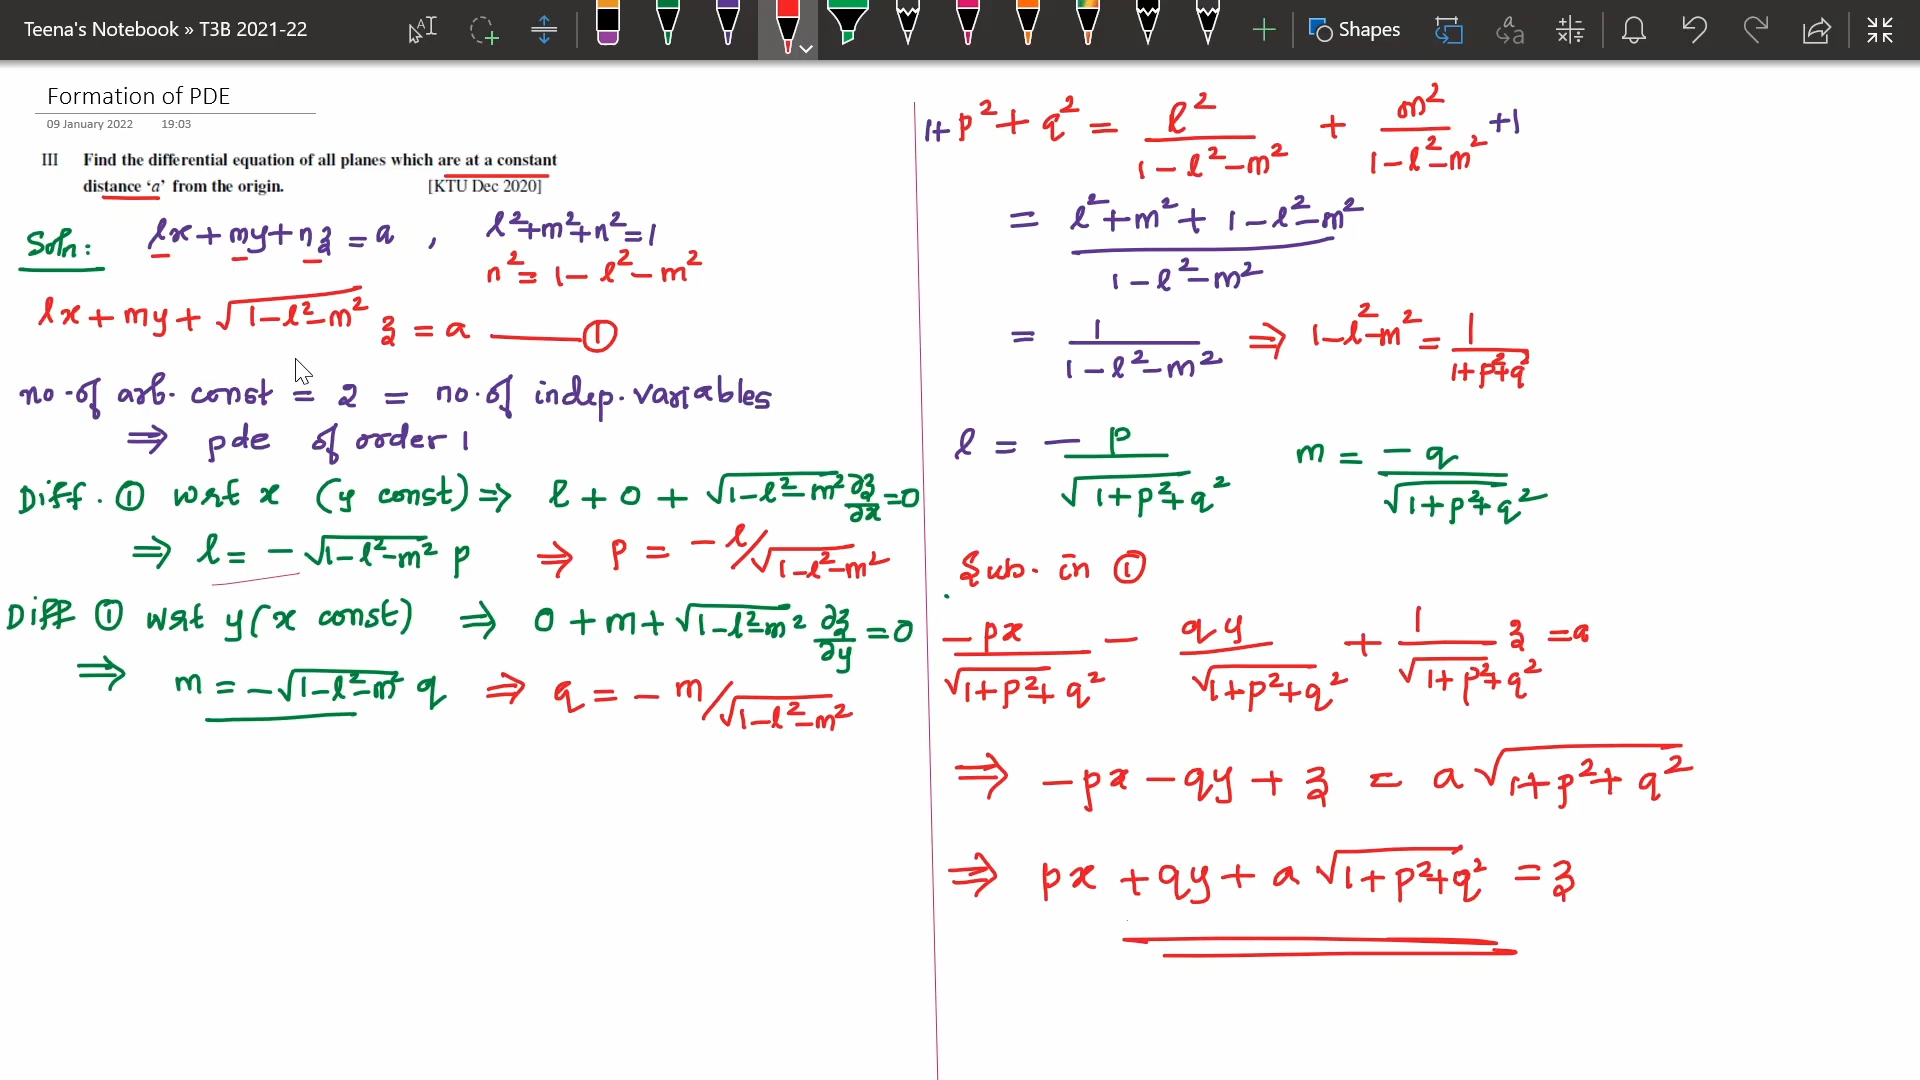 Teena's Notebook » T3B 2021-22
Shapes
Formation of PDE
09 January 2022 19:03
III Find the differential equation of all planes which are at a constant
distance ‘a’ from the origin. [KTU Dec 2020]
Soln: lx + my + nz = a , l² + m² + n² = 1
n² = 1 – l² – m²
lx + my + √(1–l²–m²) z = a —— ①
no. of arb. const = 2 = no. of indep. variables
⇒ pde of order 1
Diff. ① wrt x (y const) ⇒ l + 0 + √(1–l²–m²) ∂z/∂x = 0
⇒ l = – √(1–l²–m²) p ⇒ p = –l/√(1–l²–m²)
Diff ① wrt y (x const) ⇒ 0 + m + √(1–l²–m²) ∂z/∂y = 0
⇒ m = –√(1–l²–m²) q ⇒ q = – m/√(1–l²–m²)
1+ p² + q² = l²/(1–l²–m²) + m²/(1–l²–m²) +1
= (l² + m² + 1 – l² – m²)/(1 – l² – m²)
= 1/(1–l²–m²) ⇒ 1–l²–m² = 1/(1+p²+q²)
l = –p/√(1+p²+q²) m = –q/√(1+p²+q²)
Sub. in ①
–px/√(1+p²+q²) – qy/√(1+p²+q²) + 1/√(1+p²+q²) z = a
⇒ –px – qy + z = a √(1+p²+q²)
⇒ px + qy + a √(1+p²+q²) = z